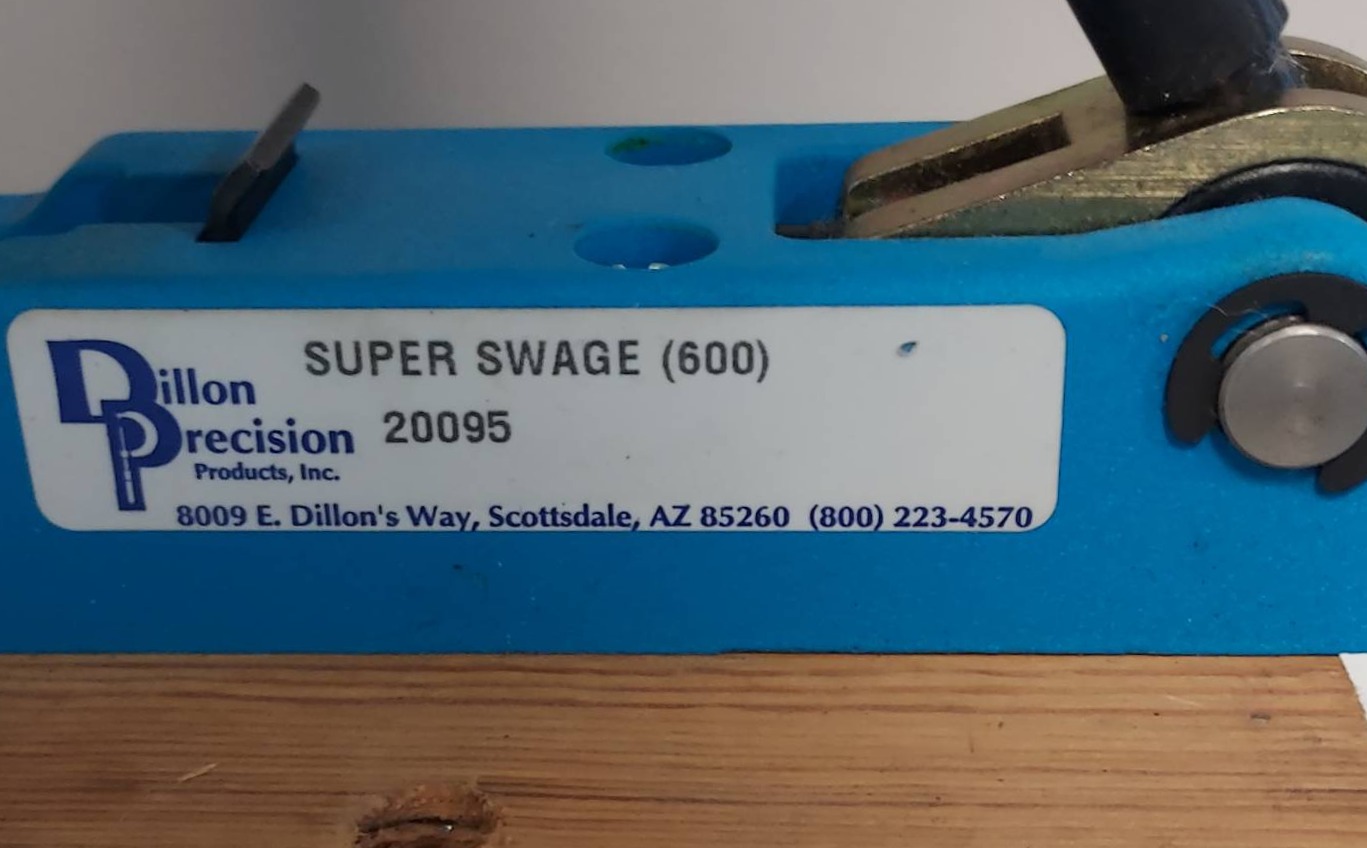 SUPER SWAGE (600)
Dillon
Precision 20095
Products, Inc.
8009 E. Dillon's Way, Scottsdale, AZ 85260 (800) 223-4570